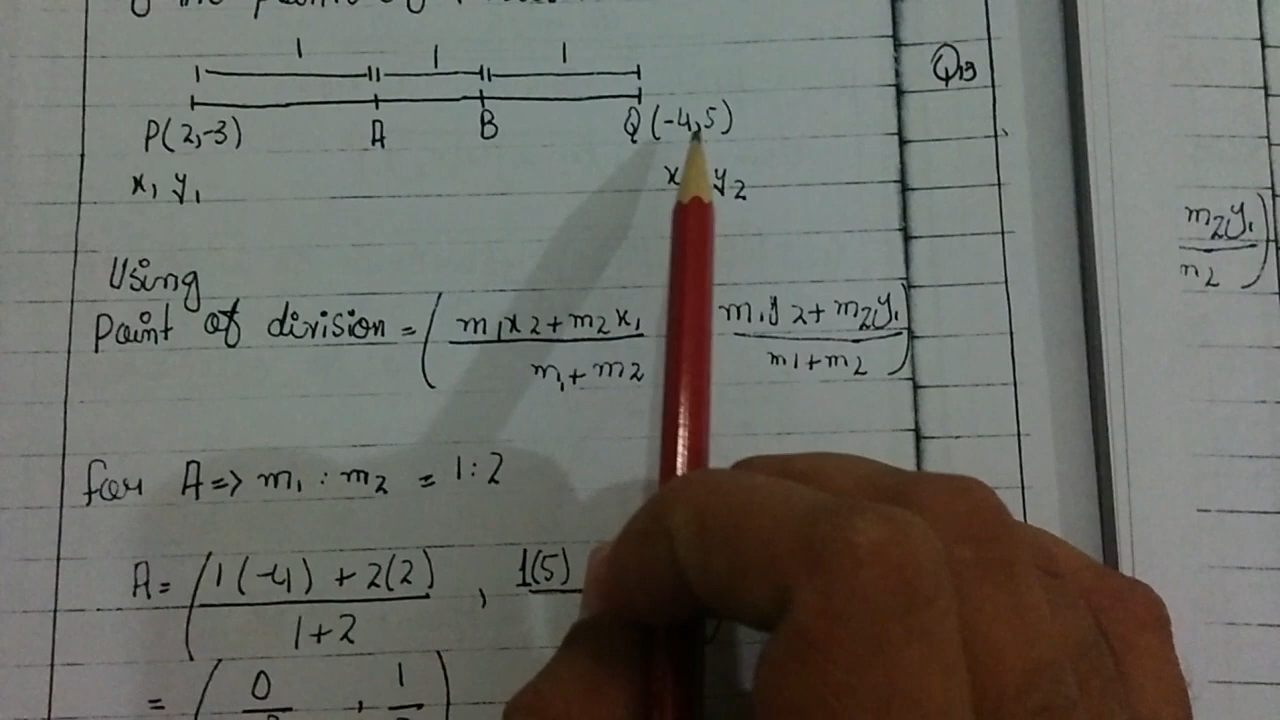 1 1 1
P(2,-3) A B Q(-4,5)
x1 y1 x y2
Q13
m2y1
Using
Point of division = ( m1x2+m2x1 / m1+m2 m1y2+m2y1 / m1+m2 )
for A => m1 : m2 = 1:2
A = ( 1(-4) + 2(2) / 1+2 , 1(5)
= ( 0 , 1 )